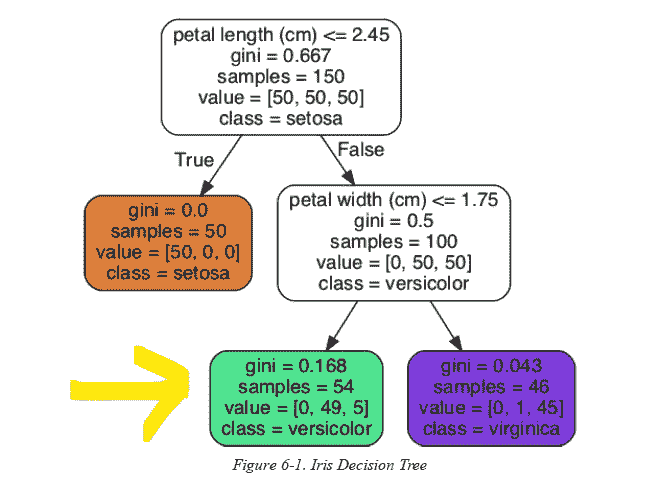 petal length (cm) <= 2.45
gini = 0.667
samples = 150
value = [50, 50, 50]
class = setosa
True
False
gini = 0.0
samples = 50
value = [50, 0, 0]
class = setosa
petal width (cm) <= 1.75
gini = 0.5
samples = 100
value = [0, 50, 50]
class = versicolor
gini = 0.168
samples = 54
value = [0, 49, 5]
class = versicolor
gini = 0.043
samples = 46
value = [0, 1, 45]
class = virginica
Figure 6-1. Iris Decision Tree